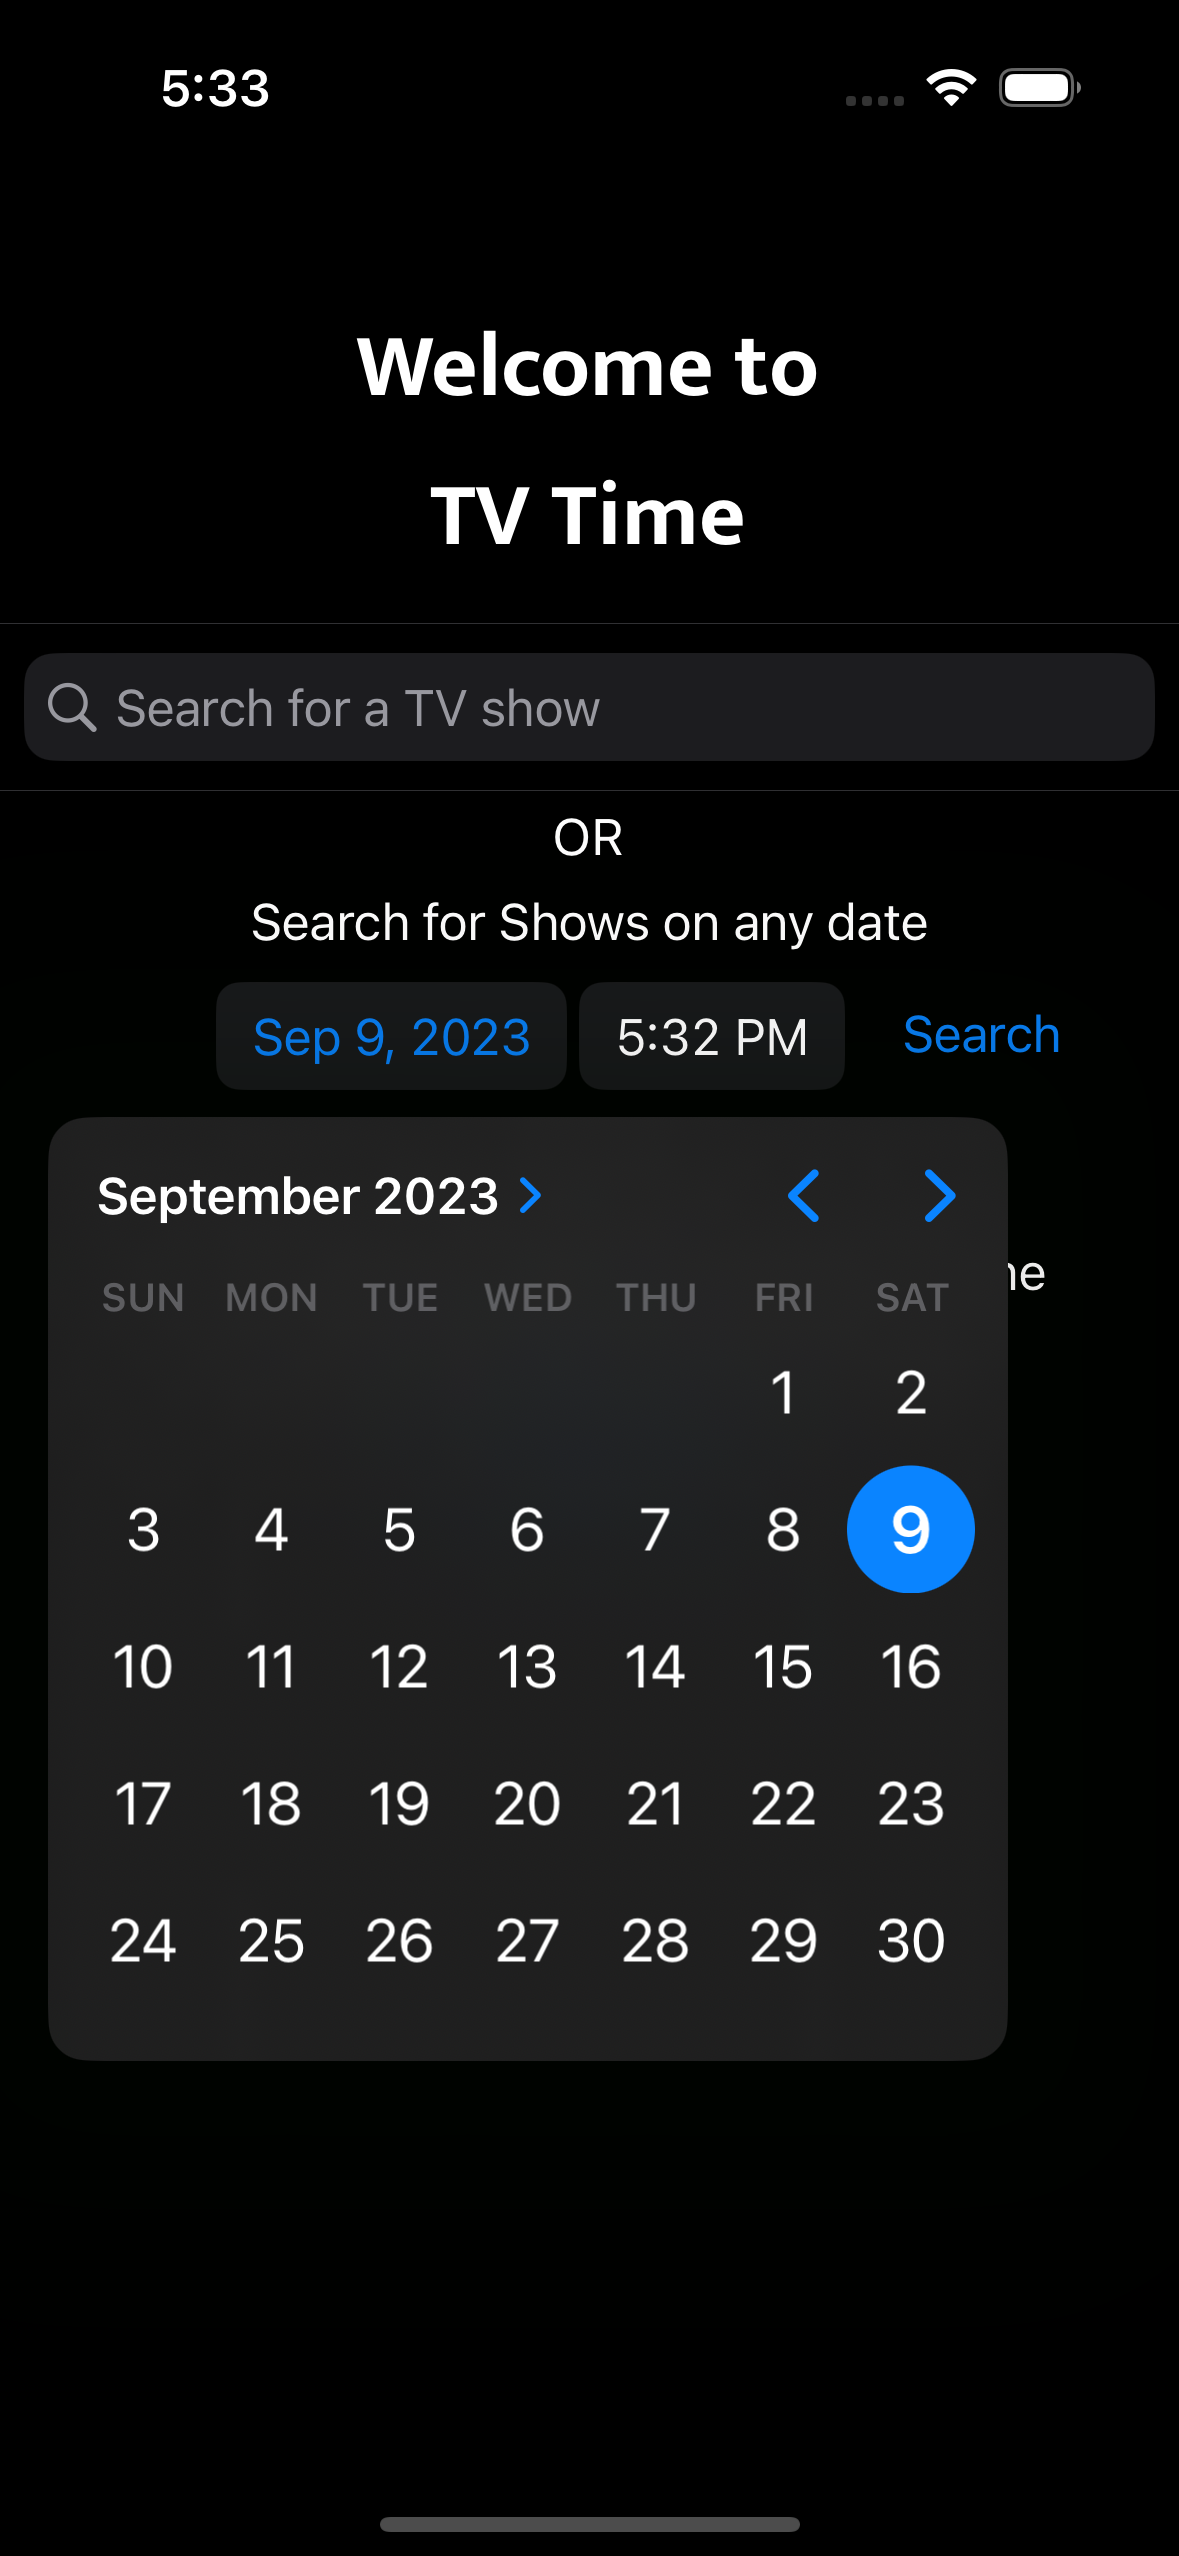 5:33
Welcome to
TV Time
Search for a TV show
OR
Search for Shows on any date
Sep 9, 2023 5:32 PM Search
September 2023
SUN MON TUE WED THU FRI SAT
1 2
3 4 5 6 7 8 9
10 11 12 13 14 15 16
17 18 19 20 21 22 23
24 25 26 27 28 29 30